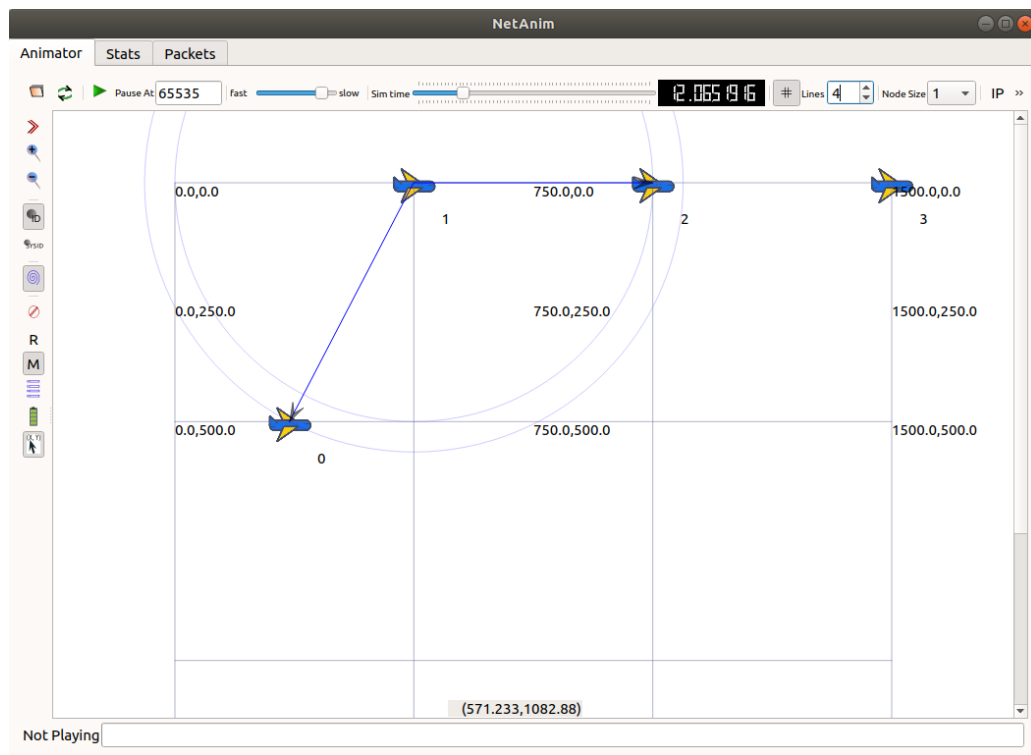 NetAnim
Animator Stats Packets
Pause At 65535 fast slow Sim time 12.0651916 # Lines 4 Node Size 1 IP »
0.0,0.0 750.0,0.0 1500.0,0.0
1 2 3
ID
SYSID
0.0,250.0 750.0,250.0 1500.0,250.0
R
M
0.0,500.0 750.0,500.0 1500.0,500.0
(X, Y)
0
(571.233,1082.88)
Not Playing